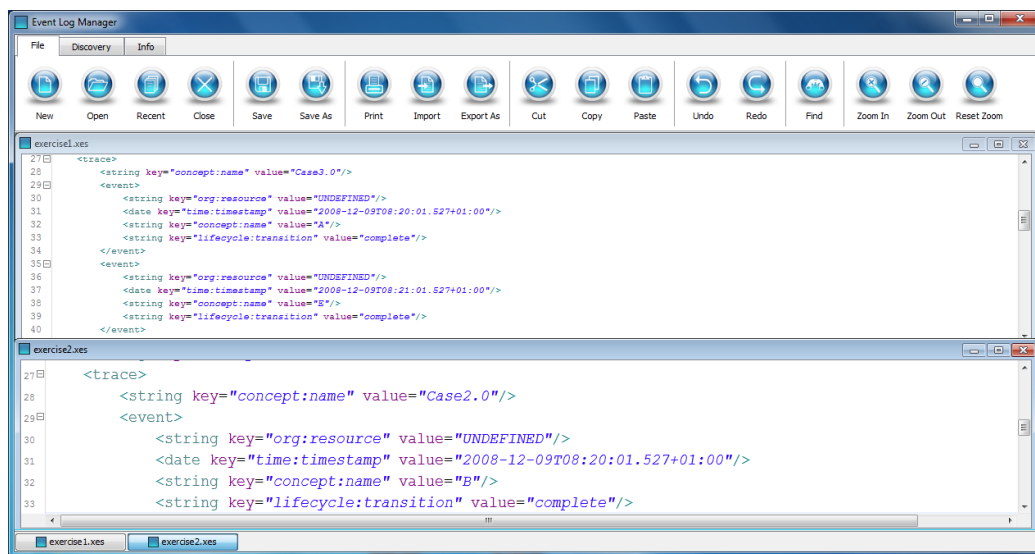 Event Log Manager
File Discovery Info
New Open Recent Close Save Save As Print Import Export As Cut Copy Paste Undo Redo Find Zoom In Zoom Out Reset Zoom
exercise1.xes
27 <trace>
28 <string key="concept:name" value="Case3.0"/>
29 <event>
30 <string key="org:resource" value="UNDEFINED"/>
31 <date key="time:timestamp" value="2008-12-09T08:20:01.527+01:00"/>
32 <string key="concept:name" value="A"/>
33 <string key="lifecycle:transition" value="complete"/>
34 </event>
35 <event>
36 <string key="org:resource" value="UNDEFINED"/>
37 <date key="time:timestamp" value="2008-12-09T08:21:01.527+01:00"/>
38 <string key="concept:name" value="E"/>
39 <string key="lifecycle:transition" value="complete"/>
40 </event>
exercise2.xes
27 <trace>
28 <string key="concept:name" value="Case2.0"/>
29 <event>
30 <string key="org:resource" value="UNDEFINED"/>
31 <date key="time:timestamp" value="2008-12-09T08:20:01.527+01:00"/>
32 <string key="concept:name" value="B"/>
33 <string key="lifecycle:transition" value="complete"/>
exercise1.xes exercise2.xes